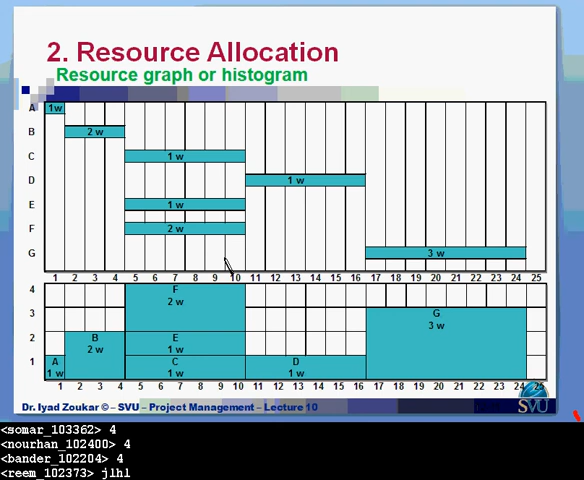 2. Resource Allocation
Resource graph or histogram
A 1w
B 2 w
C 1 w
D 1 w
E 1 w
F 2 w
G 3 w
1 2 3 4 5 6 7 8 9 10 11 12 13 14 15 16 17 18 19 20 21 22 23 24 25
4 F
2 w
3 G
3 w
2 B E
2 w 1 w
1 A C D
1 w 1 w 1 w
1 2 3 4 5 6 7 8 9 10 11 12 13 14 15 16 17 18 19 20 21 22 23 24 25
Dr. Iyad Zoukar © – SVU – Project Management – Lecture 10
SVU
<somar_103362> 4
<nourhan_102400> 4
<bander_102204> 4
<reem_102373> jlhl